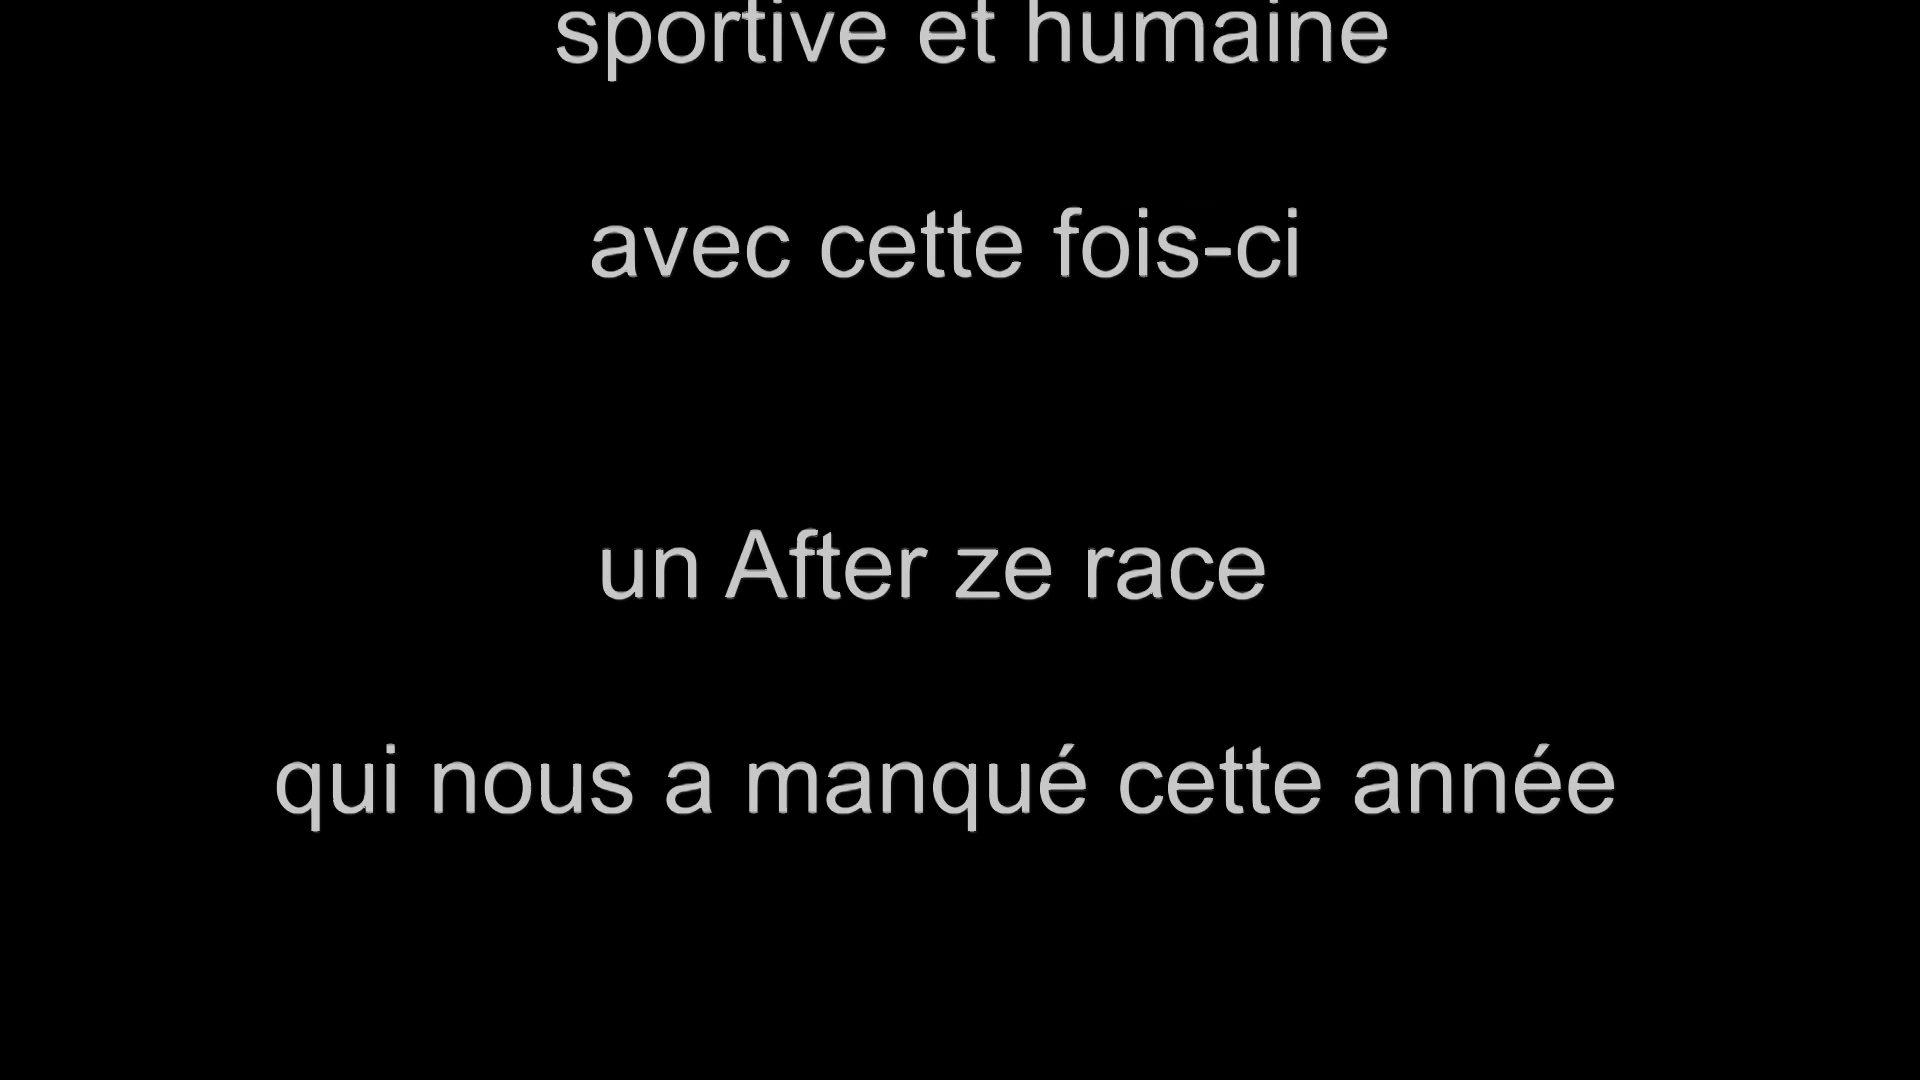 sportive et humaine
avec cette fois-ci
un After ze race
qui nous a manqué cette année